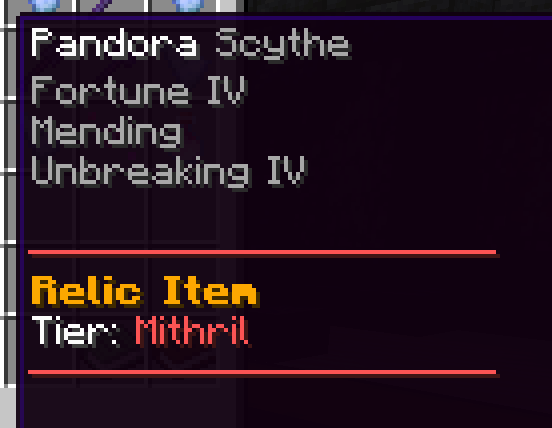 Pandora Scythe
Fortune IV
Mending
Unbreaking IV
Relic Item
Tier: Mithril